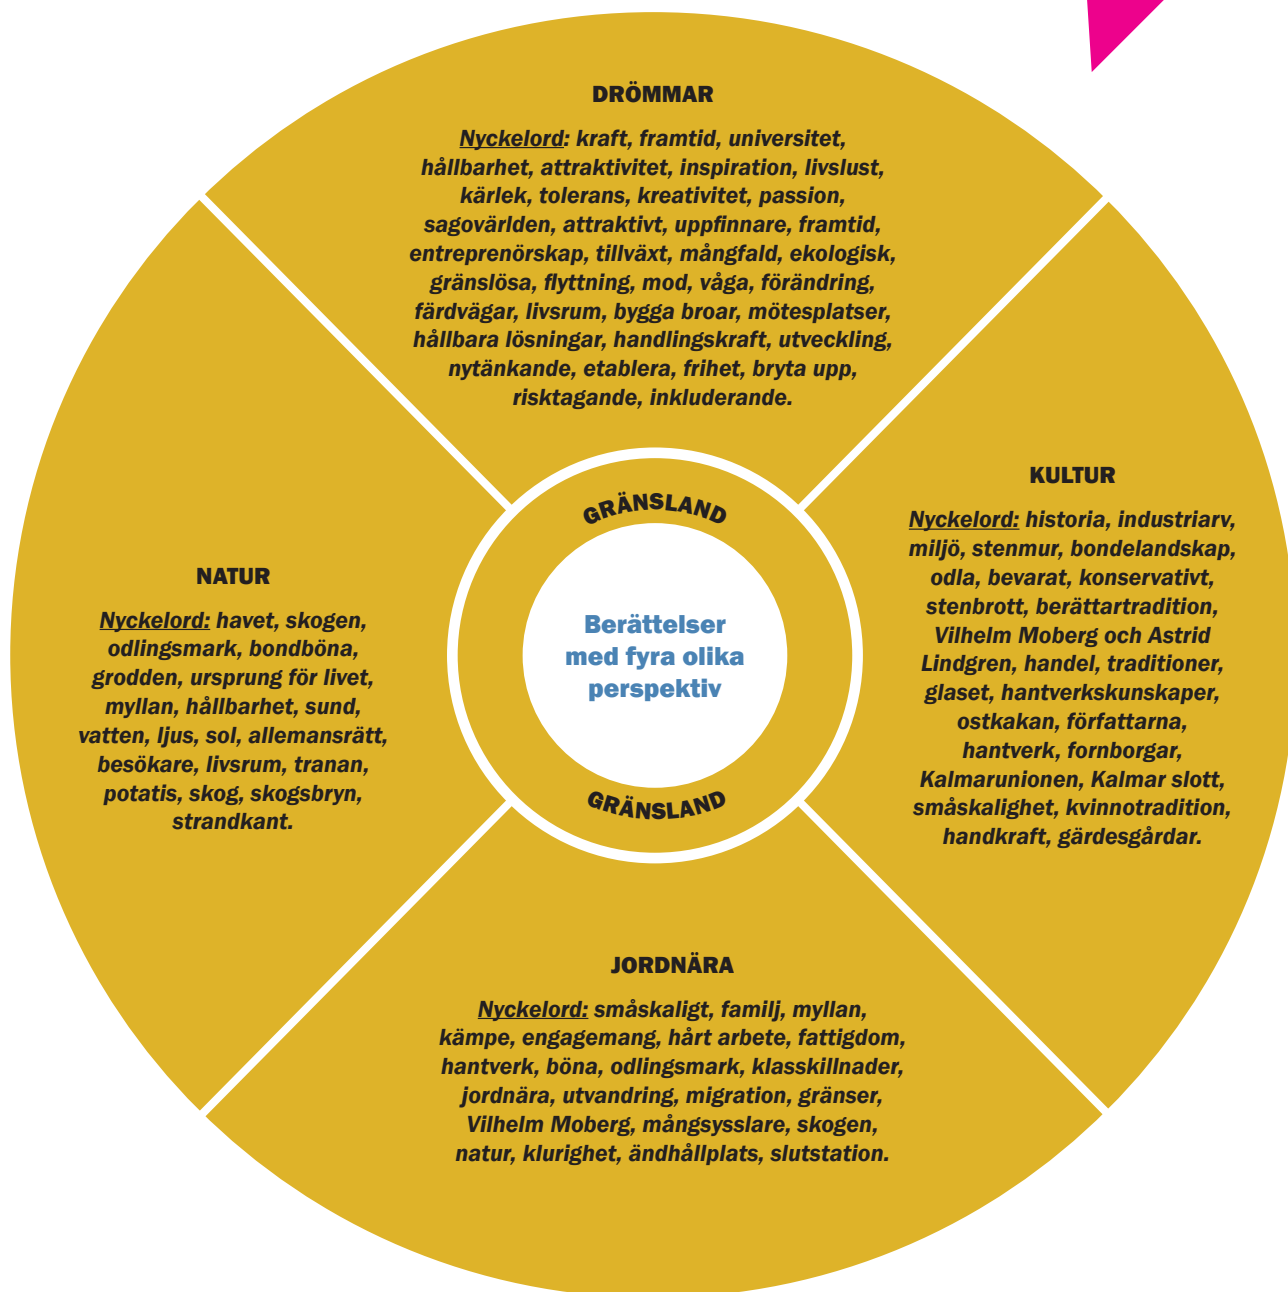 DRÖMMAR
Nyckelord: kraft, framtid, universitet,
hållbarhet, attraktivitet, inspiration, livslust,
kärlek, tolerans, kreativitet, passion,
sagovärlden, attraktivt, uppfinnare, framtid,
entreprenörskap, tillväxt, mångfald, ekologisk,
gränslösa, flyttning, mod, våga, förändring,
färdvägar, livsrum, bygga broar, mötesplatser,
hållbara lösningar, handlingskraft, utveckling,
nytänkande, etablera, frihet, bryta upp,
risktagande, inkluderande.
KULTUR
Nyckelord: historia, industriarv,
miljö, stenmur, bondelandskap,
odla, bevarat, konservativt,
stenbrott, berättartradition,
Vilhelm Moberg och Astrid
Lindgren, handel, traditioner,
glaset, hantverkskunskaper,
ostkakan, författarna,
hantverk, fornborgar,
Kalmarunionen, Kalmar slott,
småskalighet, kvinnotradition,
handkraft, gärdesgårdar.
GRÄNSLAND
Berättelser
med fyra olika
perspektiv
GRÄNSLAND
NATUR
Nyckelord: havet, skogen,
odlingsmark, bondböna,
grodden, ursprung för livet,
myllan, hållbarhet, sund,
vatten, ljus, sol, allemansrätt,
besökare, livsrum, tranan,
potatis, skog, skogsbryn,
strandkant.
JORDNÄRA
Nyckelord: småskaligt, familj, myllan,
kämpe, engagemang, hårt arbete, fattigdom,
hantverk, böna, odlingsmark, klasskillnader,
jordnära, utvandring, migration, gränser,
Vilhelm Moberg, mångsysslare, skogen,
natur, klurighet, ändhållplats, slutstation.